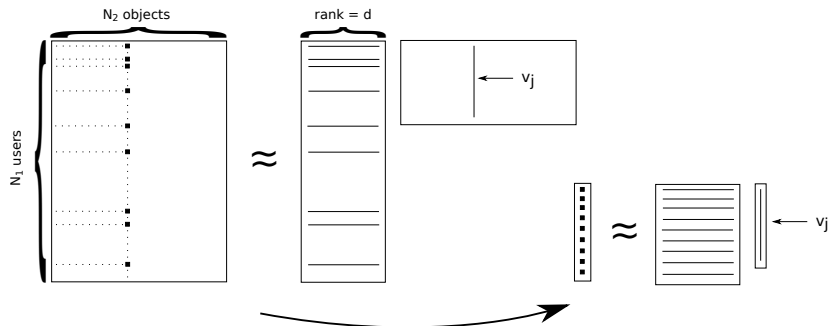 N₂ objects
rank = d
N₁ users
≈
vⱼ
≈
vⱼ